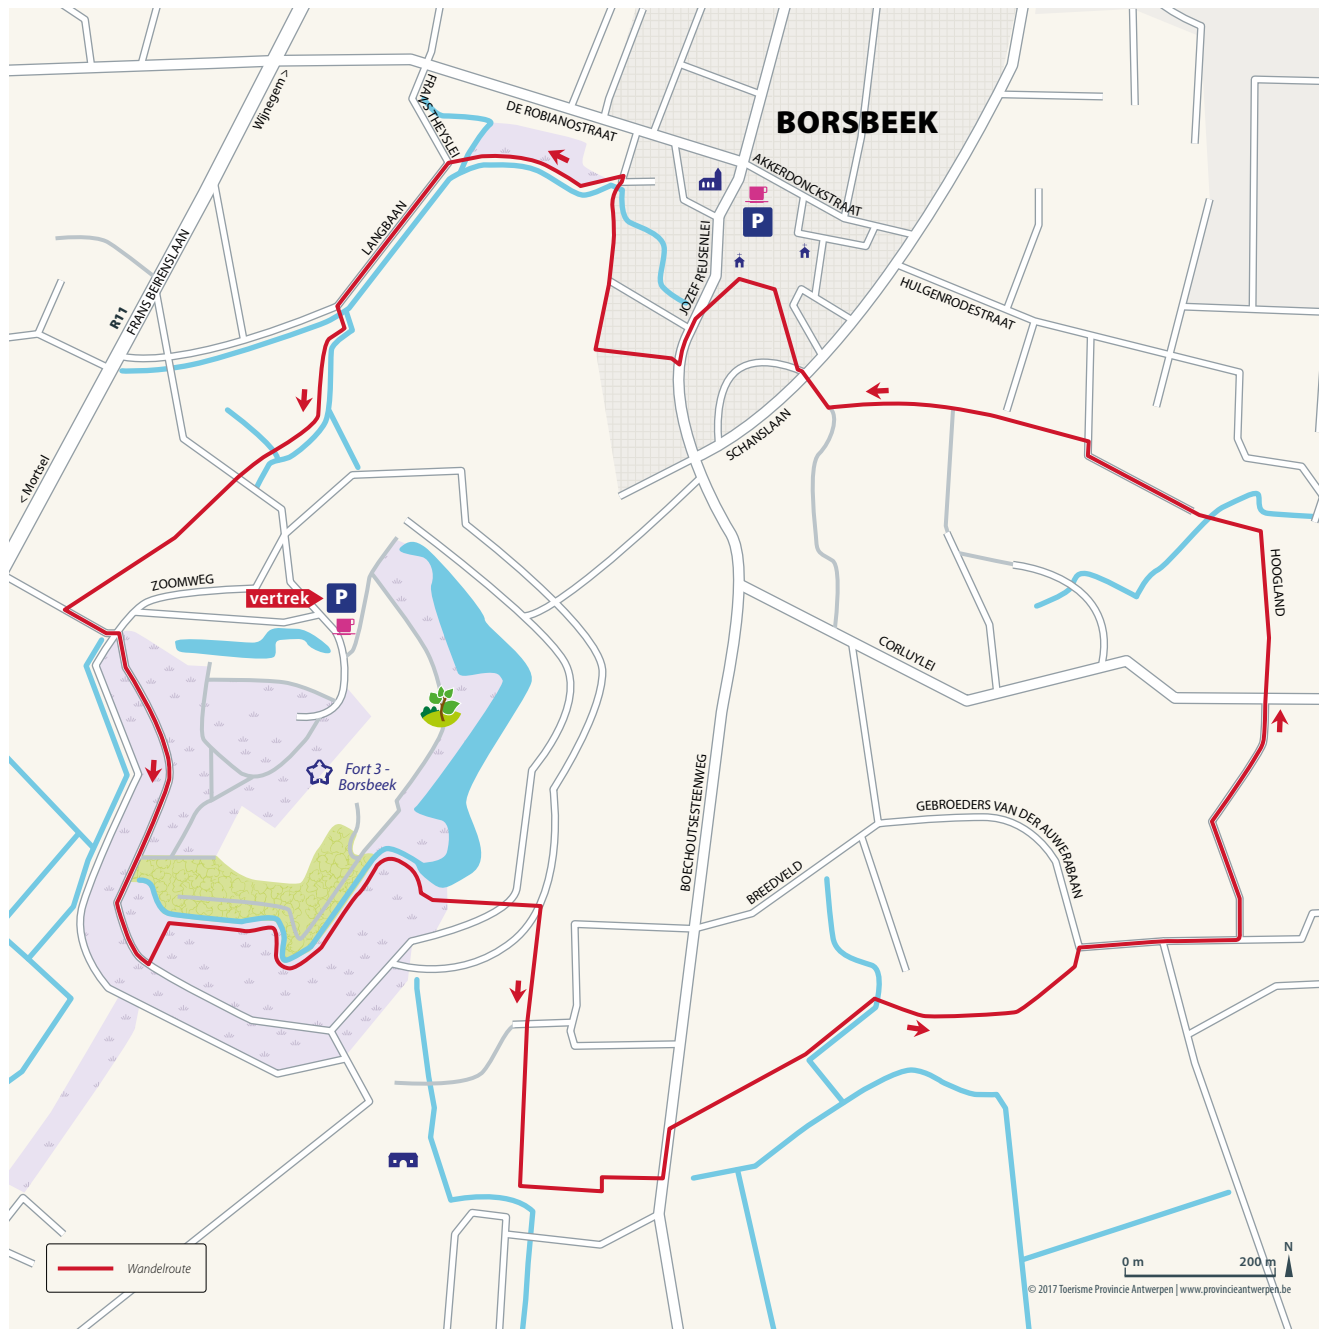 BORSBEEK
Wijnegem >
FRANS THEYSLEI
DE ROBIANOSTRAAT
AKKERDONCKSTRAAT
P
LANGBAAN
JOZEF REUSENLEI
R11
FRANS BEIRENSLAAN
HULGENRODESTRAAT
SCHANSLAAN
< Mortsel
ZOOMWEG
vertrek
P
HOOGLAND
CORLUYLEI
Fort 3 -
Borsbeek
BOECHOUTSESTEENWEG
GEBROEDERS VAN DER AUWERABAAN
BREEDVELD
Wandelroute
0 m
200 m
N
© 2017 Toerisme Provincie Antwerpen | www.provincieantwerpen.be